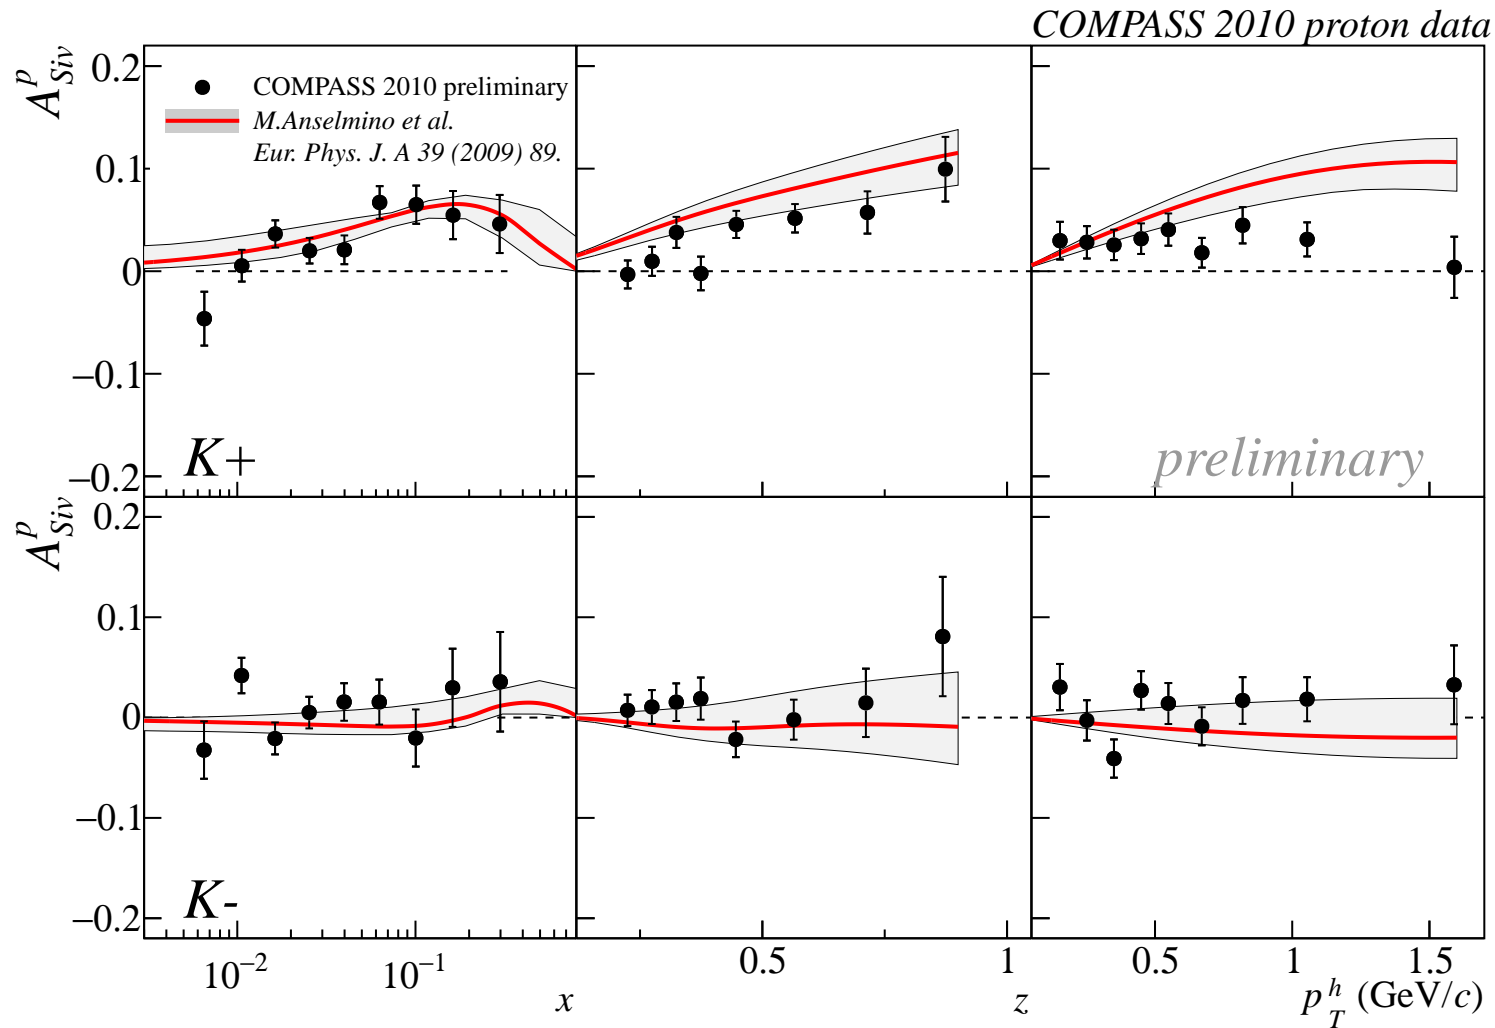 COMPASS 2010 proton data
A^p_Siv
0.2
0.1
0
−0.1
−0.2
COMPASS 2010 preliminary
M.Anselmino et al.
Eur. Phys. J. A 39 (2009) 89.
K+
preliminary
A^p_Siv
0.2
0.1
0
−0.1
−0.2
K-
10^−2 10^−1
x
0.5 1
z
0.5 1 1.5
p_T^h (GeV/c)